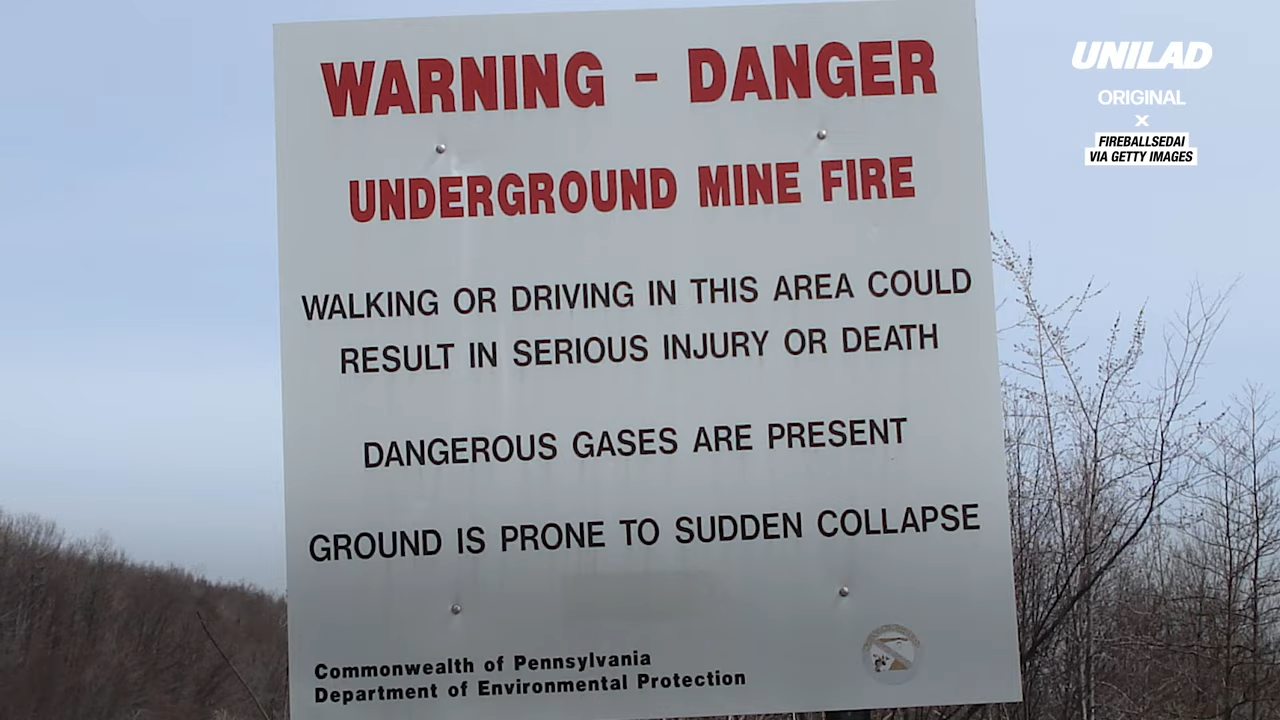 WARNING - DANGER
UNDERGROUND MINE FIRE
WALKING OR DRIVING IN THIS AREA COULD
RESULT IN SERIOUS INJURY OR DEATH
DANGEROUS GASES ARE PRESENT
GROUND IS PRONE TO SUDDEN COLLAPSE
Commonwealth of Pennsylvania
Department of Environmental Protection
UNILAD
ORIGINAL
X
FIREBALLSEDAI
VIA GETTY IMAGES